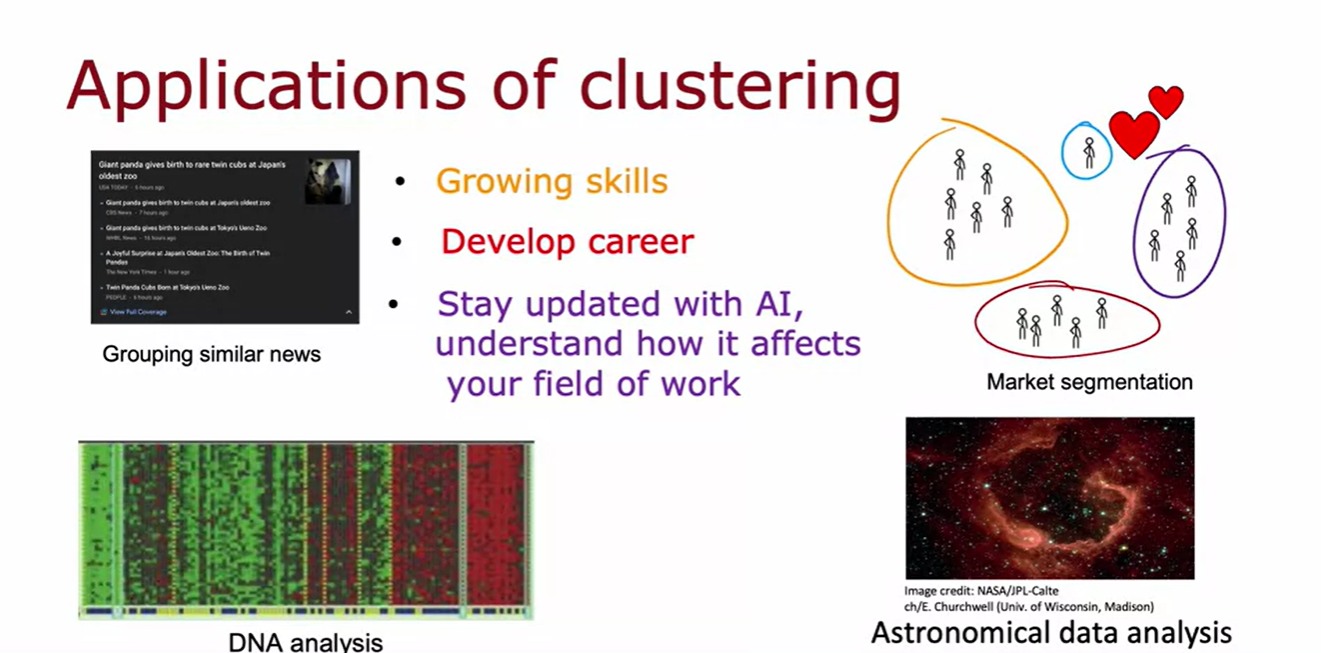 Applications of clustering
Giant panda gives birth to rare twin cubs at Japan's
oldest zoo
USA TODAY · 6 hours ago
• Giant panda gives birth to twin cubs at Japan's oldest zoo
CBS News · 7 hours ago
• Giant panda gives birth to twin cubs at Tokyo's Ueno Zoo
WHBL News · 16 hours ago
• A Joyful Surprise at Japan's Oldest Zoo: The Birth of Twin
Pandas
The New York Times · 1 hour ago
• Twin Panda Cubs Born at Tokyo's Ueno Zoo
PEOPLE · 6 hours ago
View Full Coverage
Grouping similar news
• Growing skills
• Develop career
• Stay updated with AI,
understand how it affects
your field of work
Market segmentation
DNA analysis
Image credit: NASA/JPL-Calte
ch/E. Churchwell (Univ. of Wisconsin, Madison)
Astronomical data analysis